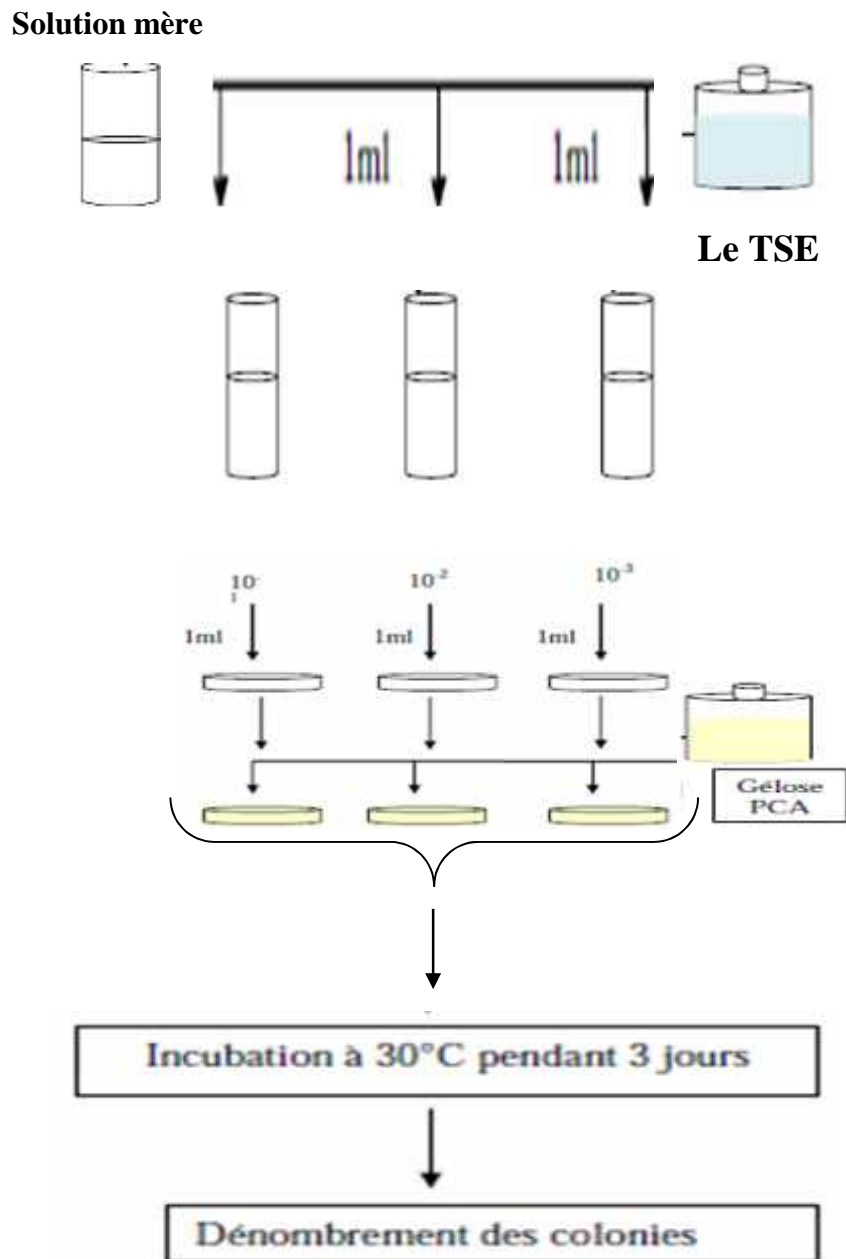 Solution mère
1ml 1ml
Le TSE
10⁻¹ 10⁻² 10⁻³
1ml 1ml 1ml
Gélose
PCA
Incubation à 30°C pendant 3 jours
Dénombrement des colonies